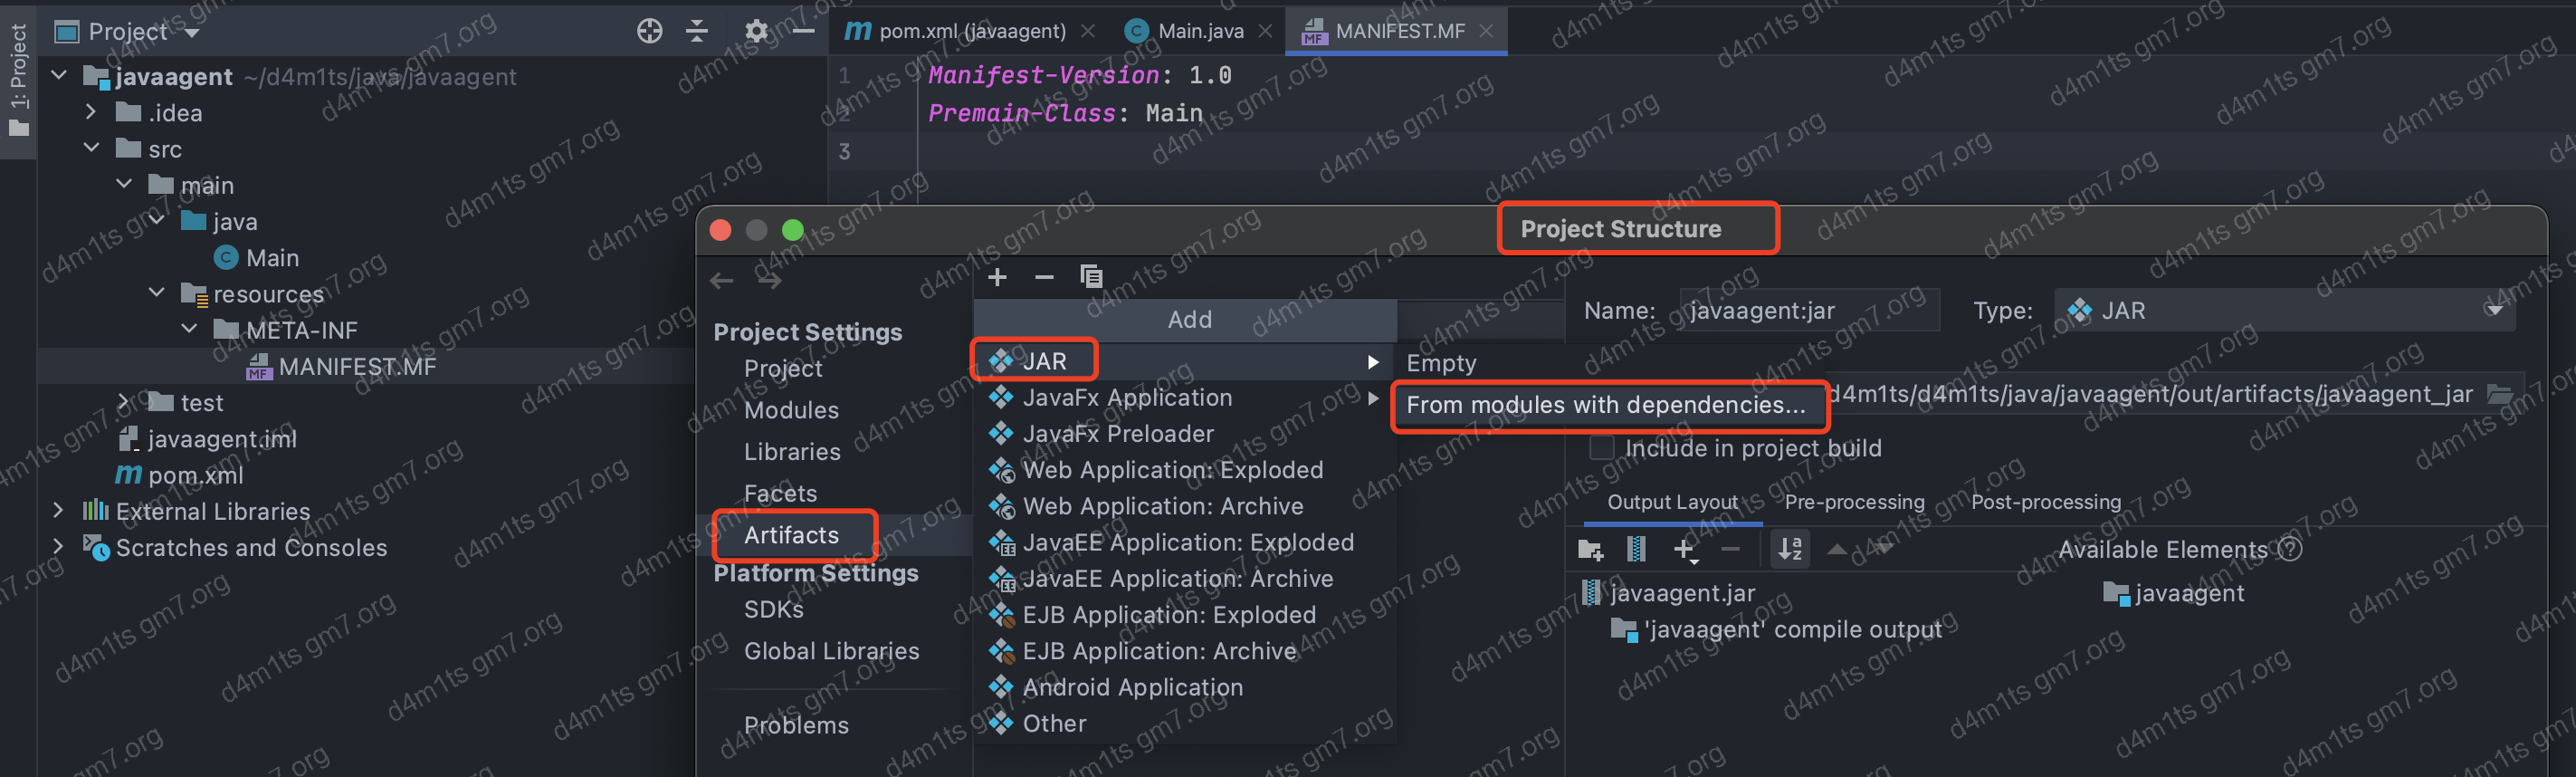 1: Project
Project
javaagent ~/d4m1ts/java/javaagent
.idea
src
main
java
Main
resources
META-INF
MANIFEST.MF
test
javaagent.iml
pom.xml
External Libraries
Scratches and Consoles
pom.xml (javaagent)
Main.java
MANIFEST.MF
1 Manifest-Version: 1.0
2 Premain-Class: Main
3
Project Structure
Project Settings
Project
Modules
Libraries
Facets
Artifacts
Platform Settings
SDKs
Global Libraries
Problems
Add
JAR
JavaFx Application
JavaFx Preloader
Web Application: Exploded
Web Application: Archive
JavaEE Application: Exploded
JavaEE Application: Archive
EJB Application: Exploded
EJB Application: Archive
Android Application
Other
Empty
From modules with dependencies...
Name: javaagent:jar
Type: JAR
d4m1ts/d4m1ts/java/javaagent/out/artifacts/javaagent_jar
Include in project build
Output Layout Pre-processing Post-processing
Available Elements
javaagent.jar
'javaagent' compile output
javaagent
d4m1ts gm7.org